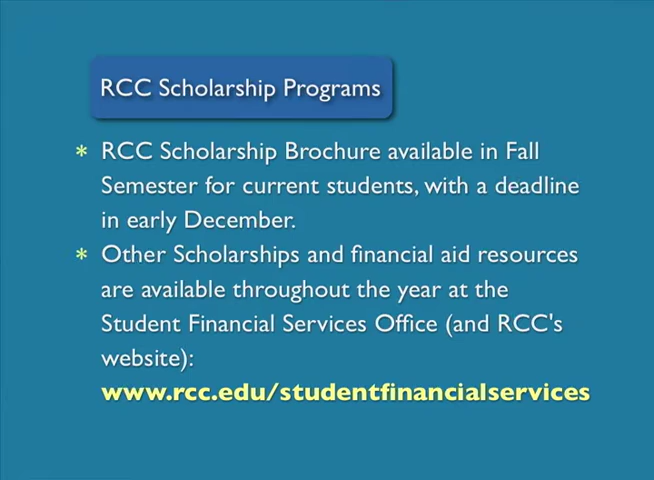 RCC Scholarship Programs
* RCC Scholarship Brochure available in Fall
Semester for current students, with a deadline
in early December.
* Other Scholarships and financial aid resources
are available throughout the year at the
Student Financial Services Office (and RCC's
website):
www.rcc.edu/studentfinancialservices